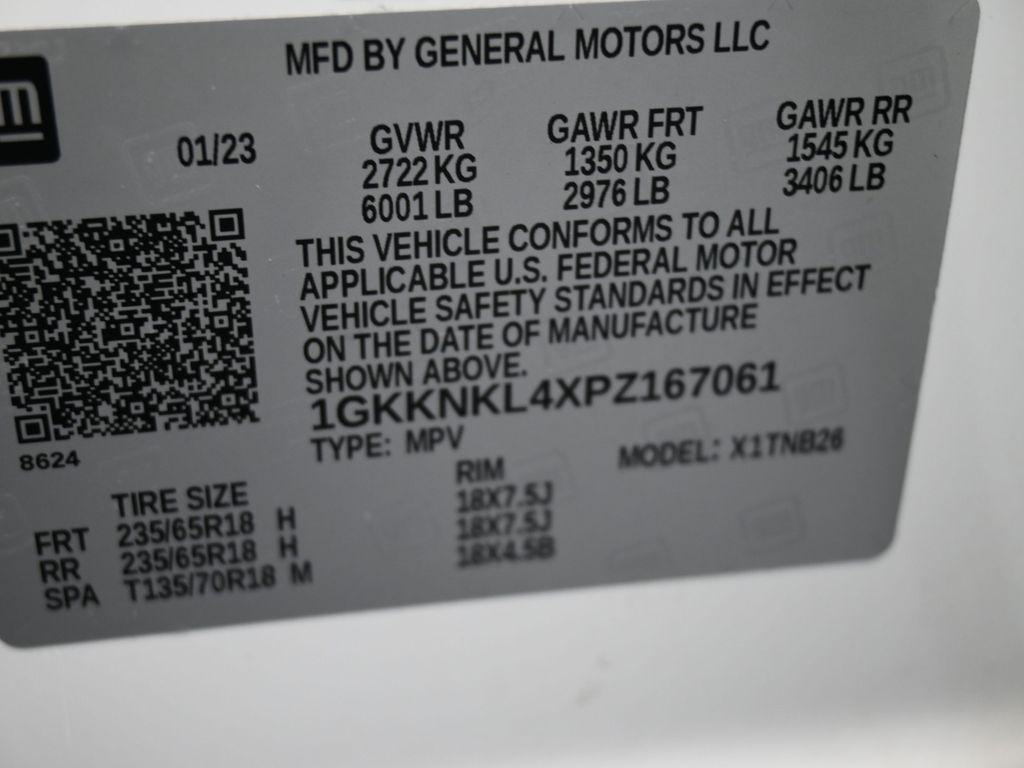 MFD BY GENERAL MOTORS LLC
01/23
GVWR GAWR FRT GAWR RR
2722 KG 1350 KG 1545 KG
6001 LB 2976 LB 3406 LB
THIS VEHICLE CONFORMS TO ALL
APPLICABLE U.S. FEDERAL MOTOR
VEHICLE SAFETY STANDARDS IN EFFECT
ON THE DATE OF MANUFACTURE
SHOWN ABOVE.
1GKKNKL4XPZ167061
TYPE: MPV MODEL: X1TNB26
8624
TIRE SIZE RIM
FRT 235/65R18 H 18X7.5J
RR 235/65R18 H 18X7.5J
SPA T135/70R18 M 18X4.5B